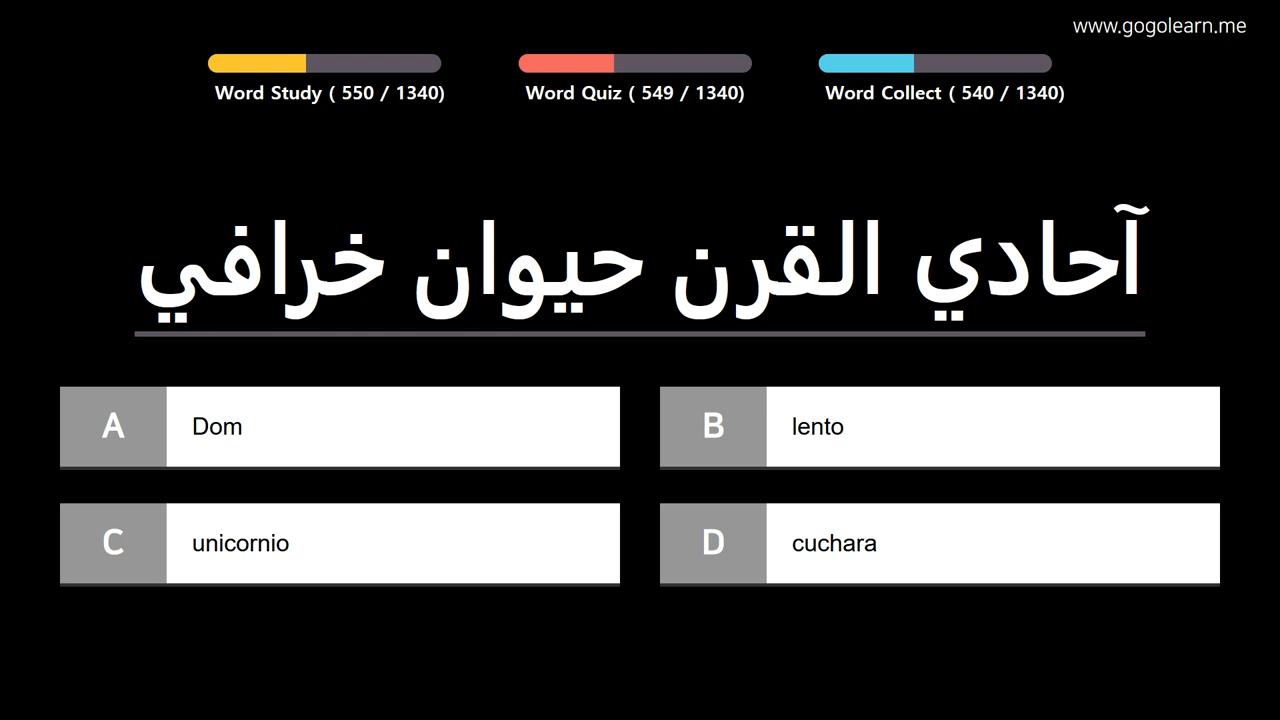 www.gogolearn.me
Word Study ( 550 / 1340)
Word Quiz ( 549 / 1340)
Word Collect ( 540 / 1340)
آحادي القرن حيوان خرافي
A Dom
B lento
C unicornio
D cuchara